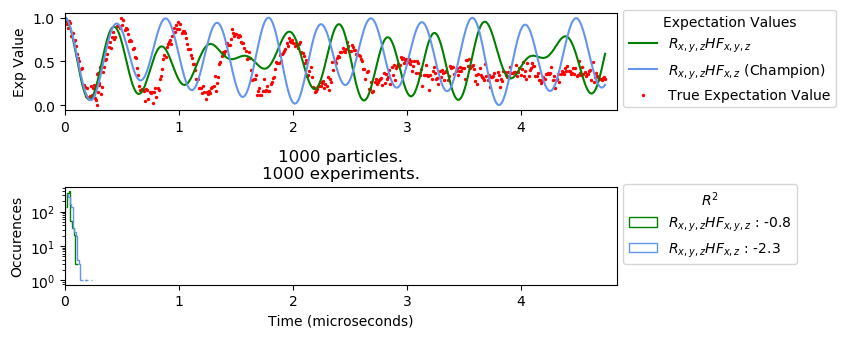 Expectation Values
R_{x,y,z}HF_{x,y,z}
R_{x,y,z}HF_{x,z} (Champion)
True Expectation Value
Exp Value
1.0
0.5
0.0
0 1 2 3 4
1000 particles.
1000 experiments.
R^2
R_{x,y,z}HF_{x,y,z} : -0.8
R_{x,y,z}HF_{x,z} : -2.3
Occurences
10^2
10^1
10^0
0 1 2 3 4
Time (microseconds)